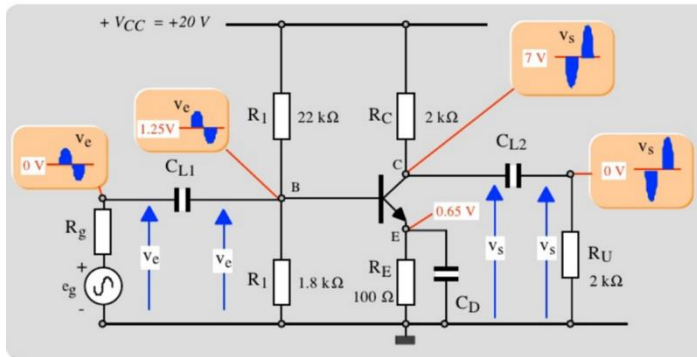 + VCC = +20 V
vs
7 V
ve
1.25V
R1
22 kΩ
RC
2 kΩ
ve
0 V
CL1
B
C
CL2
vs
0 V
0.65 V
E
Rg
ve
ve
R1
1.8 kΩ
RE
100 Ω
CD
vs
vs
RU
2 kΩ
+
eg
-